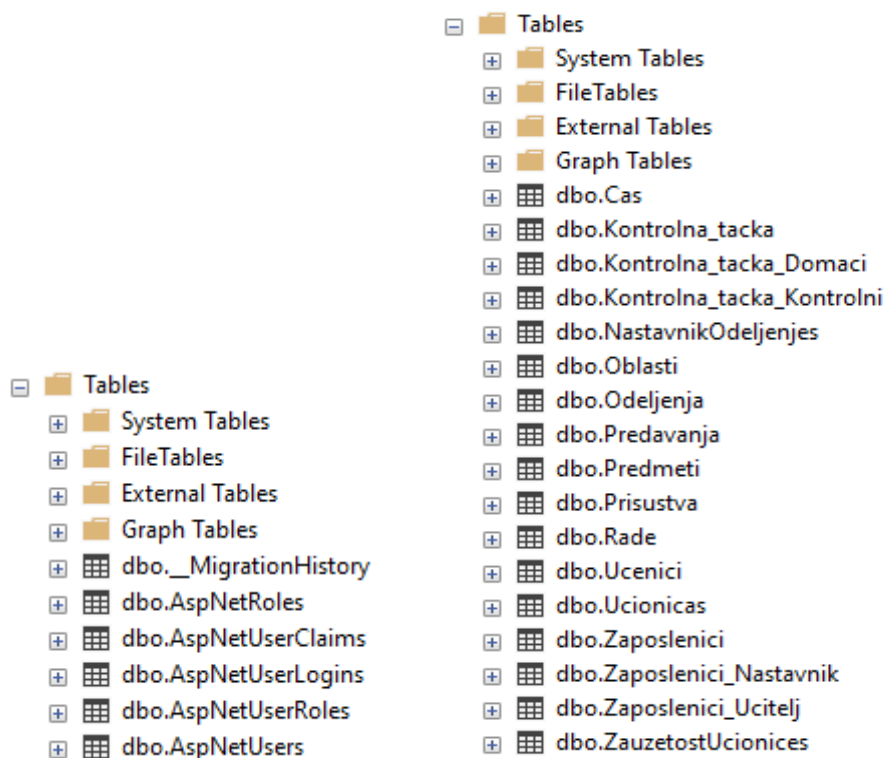 Tables
System Tables
FileTables
External Tables
Graph Tables
dbo.__MigrationHistory
dbo.AspNetRoles
dbo.AspNetUserClaims
dbo.AspNetUserLogins
dbo.AspNetUserRoles
dbo.AspNetUsers
Tables
System Tables
FileTables
External Tables
Graph Tables
dbo.Cas
dbo.Kontrolna_tacka
dbo.Kontrolna_tacka_Domaci
dbo.Kontrolna_tacka_Kontrolni
dbo.NastavnikOdeljenjes
dbo.Oblasti
dbo.Odeljenja
dbo.Predavanja
dbo.Predmeti
dbo.Prisustva
dbo.Rade
dbo.Ucenici
dbo.Ucionicas
dbo.Zaposlenici
dbo.Zaposlenici_Nastavnik
dbo.Zaposlenici_Ucitelj
dbo.ZauzetostUcionices